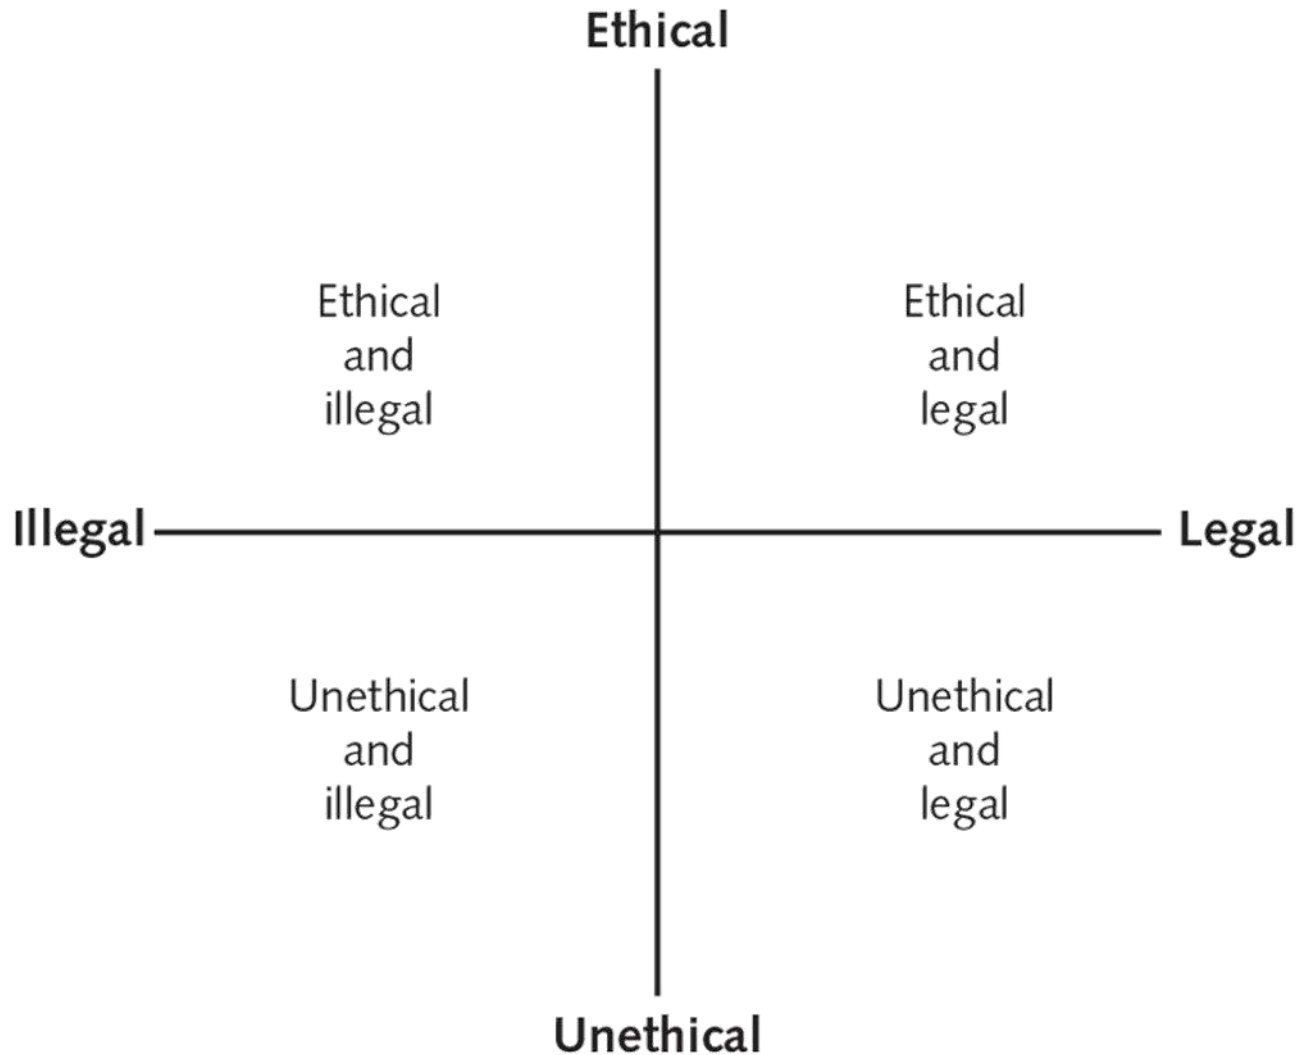 Ethical
Ethical
and
illegal
Ethical
and
legal
Illegal
Legal
Unethical
and
illegal
Unethical
and
legal
Unethical